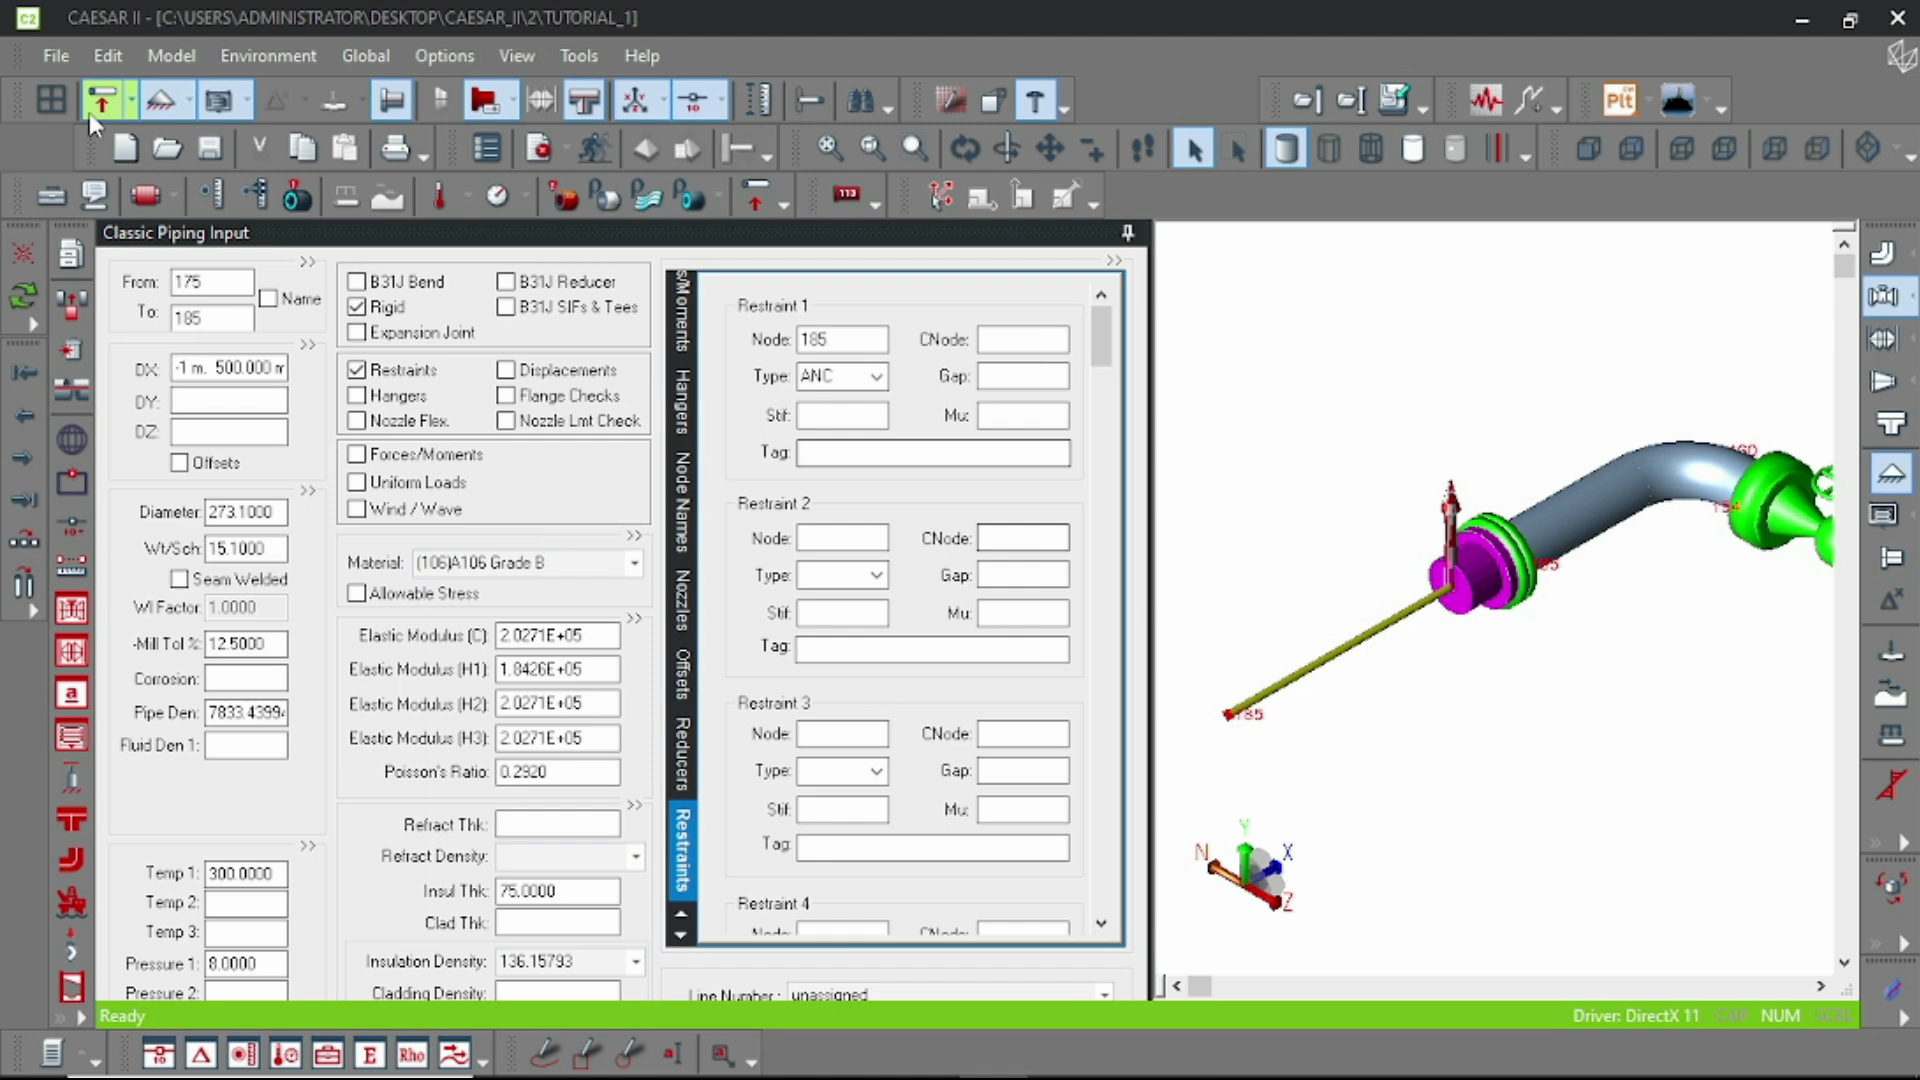 CAESAR II - [C:\USERS\ADMINISTRATOR\DESKTOP\CAESAR_II\2\TUTORIAL_1]
File Edit Model Environment Global Options View Tools Help
Classic Piping Input
From: 175
To: 185
Name
DX: -1 m. 500.000 m
DY:
DZ:
Offsets
Diameter: 273.1000
Wt/Sch: 15.1000
Seam Welded
WI Factor: 1.0000
-Mill Tol %: 12.5000
Corrosion:
Pipe Den: 7833.4399
Fluid Den 1:
Temp 1: 300.0000
Temp 2:
Temp 3:
Pressure 1: 8.0000
Pressure 2:
B31J Bend
B31J Reducer
Rigid
B31J SIFs & Tees
Expansion Joint
Restraints
Displacements
Hangers
Flange Checks
Nozzle Flex.
Nozzle Lmt Check
Forces/Moments
Uniform Loads
Wind / Wave
Material: (106)A106 Grade B
Allowable Stress
Elastic Modulus (C): 2.0271E+05
Elastic Modulus (H1): 1.8426E+05
Elastic Modulus (H2): 2.0271E+05
Elastic Modulus (H3): 2.0271E+05
Poisson's Ratio: 0.2920
Refract Thk:
Refract Density:
Insul Thk: 75.0000
Clad Thk:
Insulation Density: 136.15793
Cladding Density:
s/Moments
Hangers
Node Names
Nozzles
Offsets
Reducers
Restraints
Restraint 1
Node: 185 CNode:
Type: ANC Gap:
Stif: Mu:
Tag:
Restraint 2
Node: CNode:
Type: Gap:
Stif: Mu:
Tag:
Restraint 3
Node: CNode:
Type: Gap:
Stif: Mu:
Tag:
Restraint 4
Node: CNode:
Line Number : unassigned
185
Y
N
X
Z
Ready
Driver: DirectX 11 CAP NUM SCRL
C2
Plt
113
10
a
E
Rho